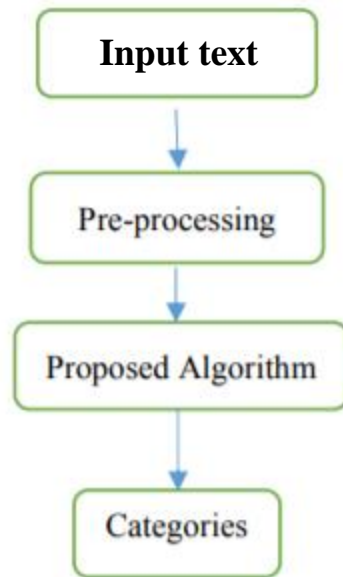 Input text
Pre-processing
Proposed Algorithm
Categories